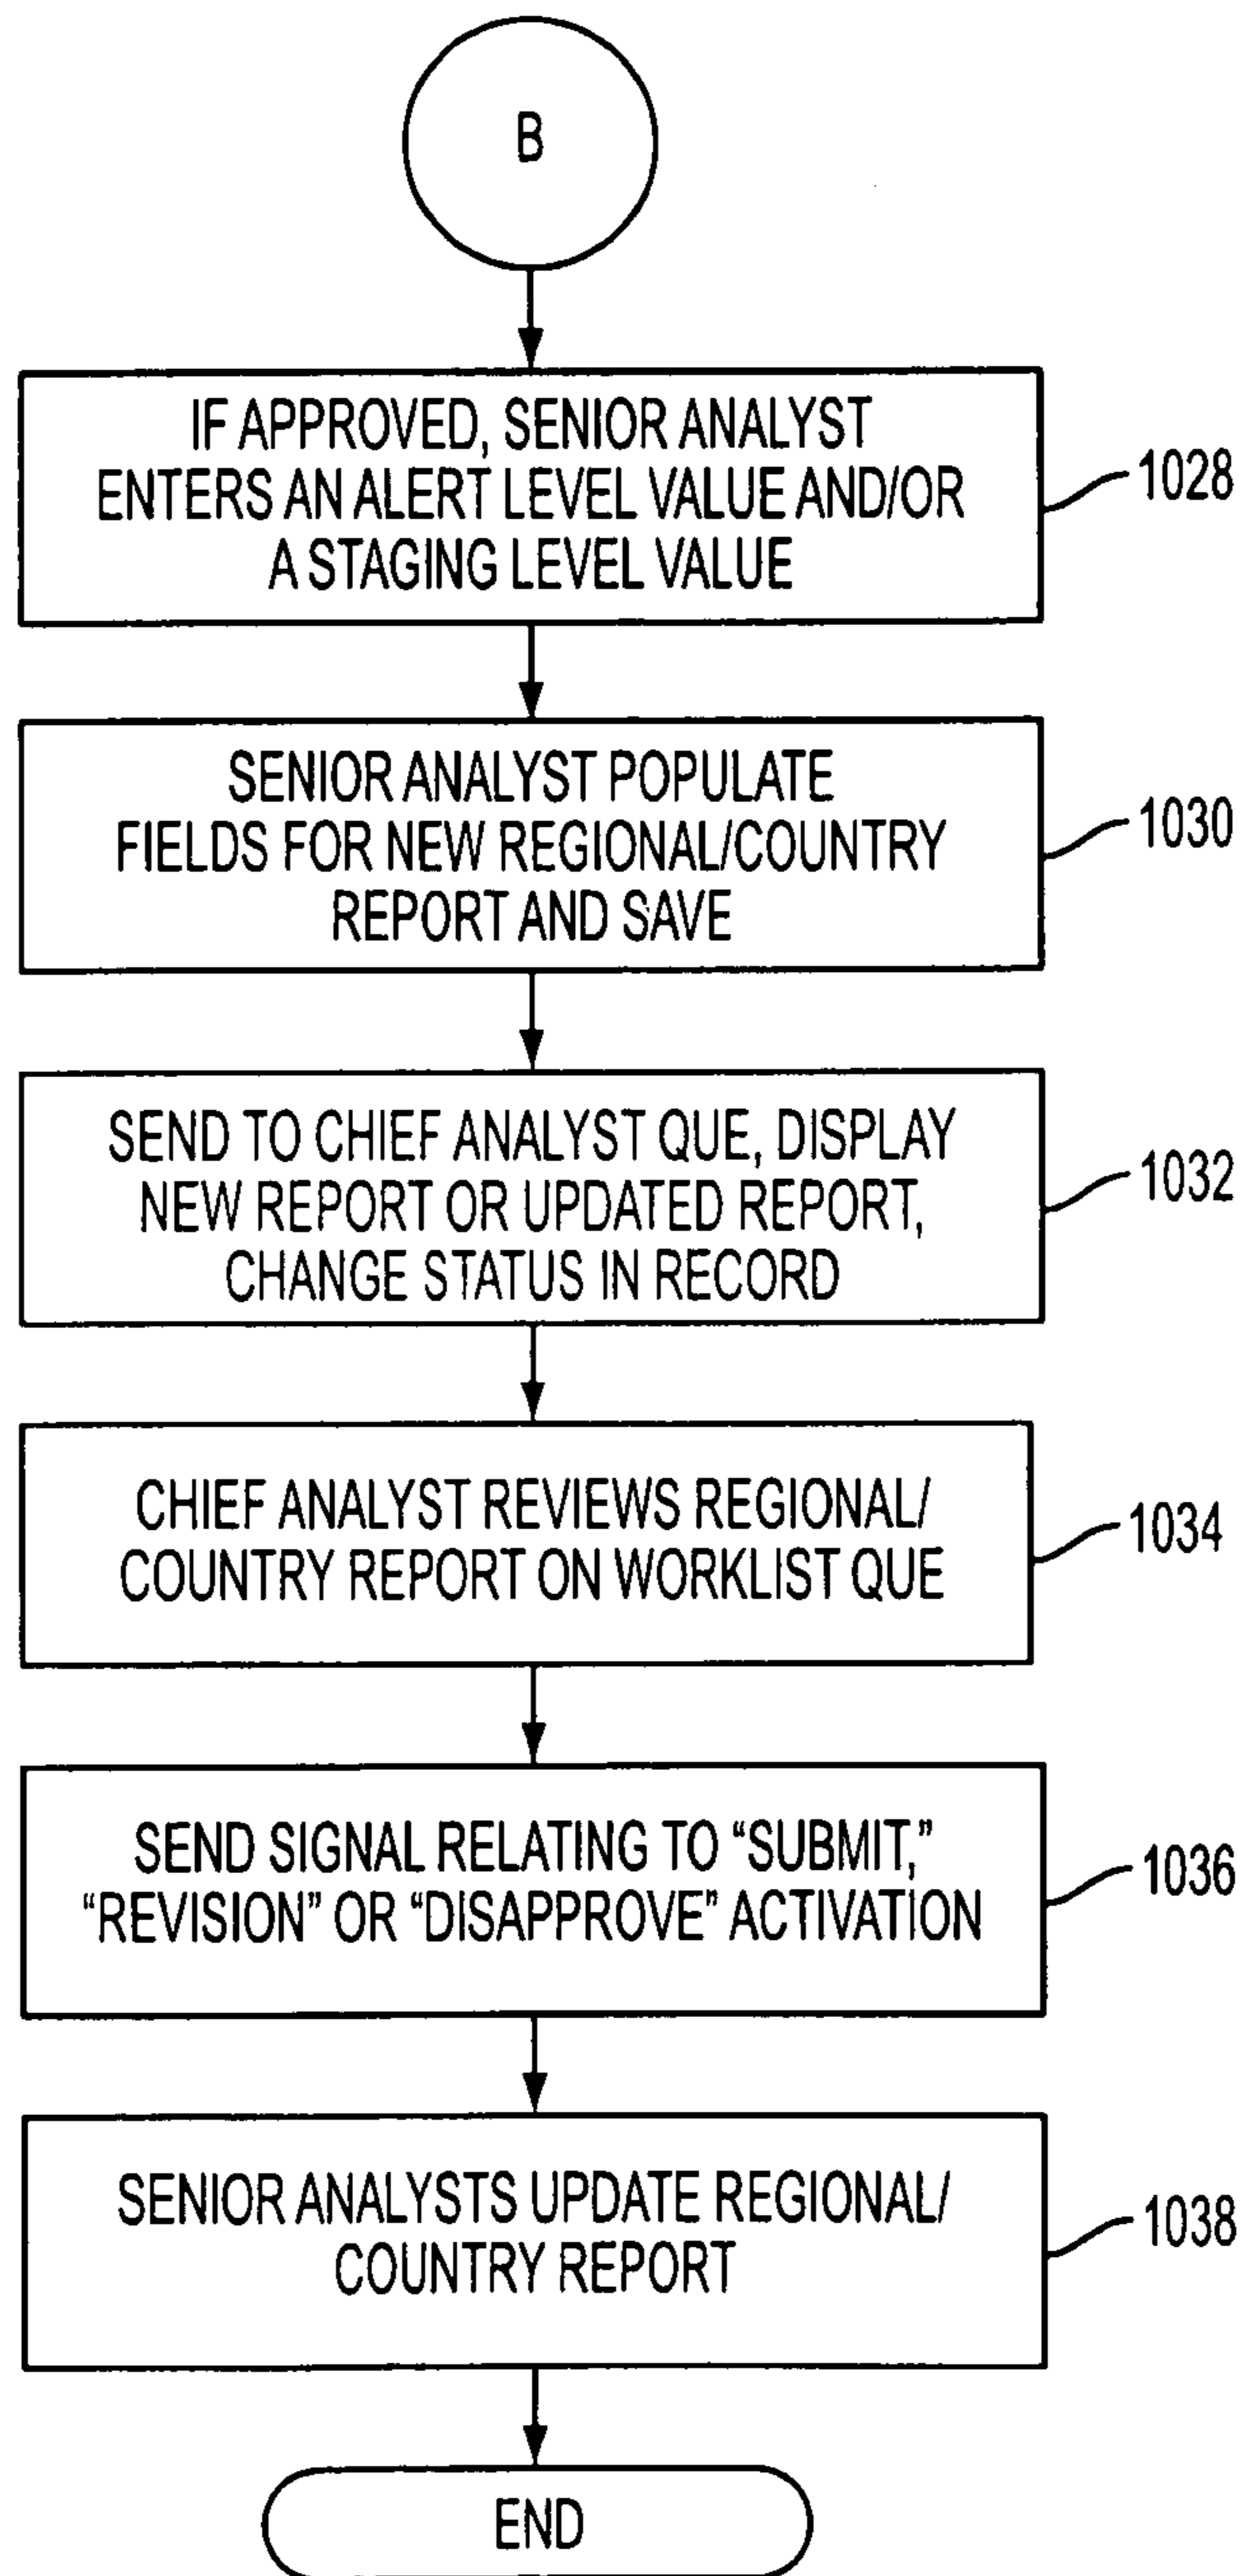 B
IF APPROVED, SENIOR ANALYST
ENTERS AN ALERT LEVEL VALUE AND/OR
A STAGING LEVEL VALUE
1028
SENIOR ANALYST POPULATE
FIELDS FOR NEW REGIONAL/COUNTRY
REPORT AND SAVE
1030
SEND TO CHIEF ANALYST QUE, DISPLAY
NEW REPORT OR UPDATED REPORT,
CHANGE STATUS IN RECORD
1032
CHIEF ANALYST REVIEWS REGIONAL/
COUNTRY REPORT ON WORKLIST QUE
1034
SEND SIGNAL RELATING TO “SUBMIT,”
“REVISION” OR “DISAPPROVE” ACTIVATION
1036
SENIOR ANALYSTS UPDATE REGIONAL/
COUNTRY REPORT
1038
END